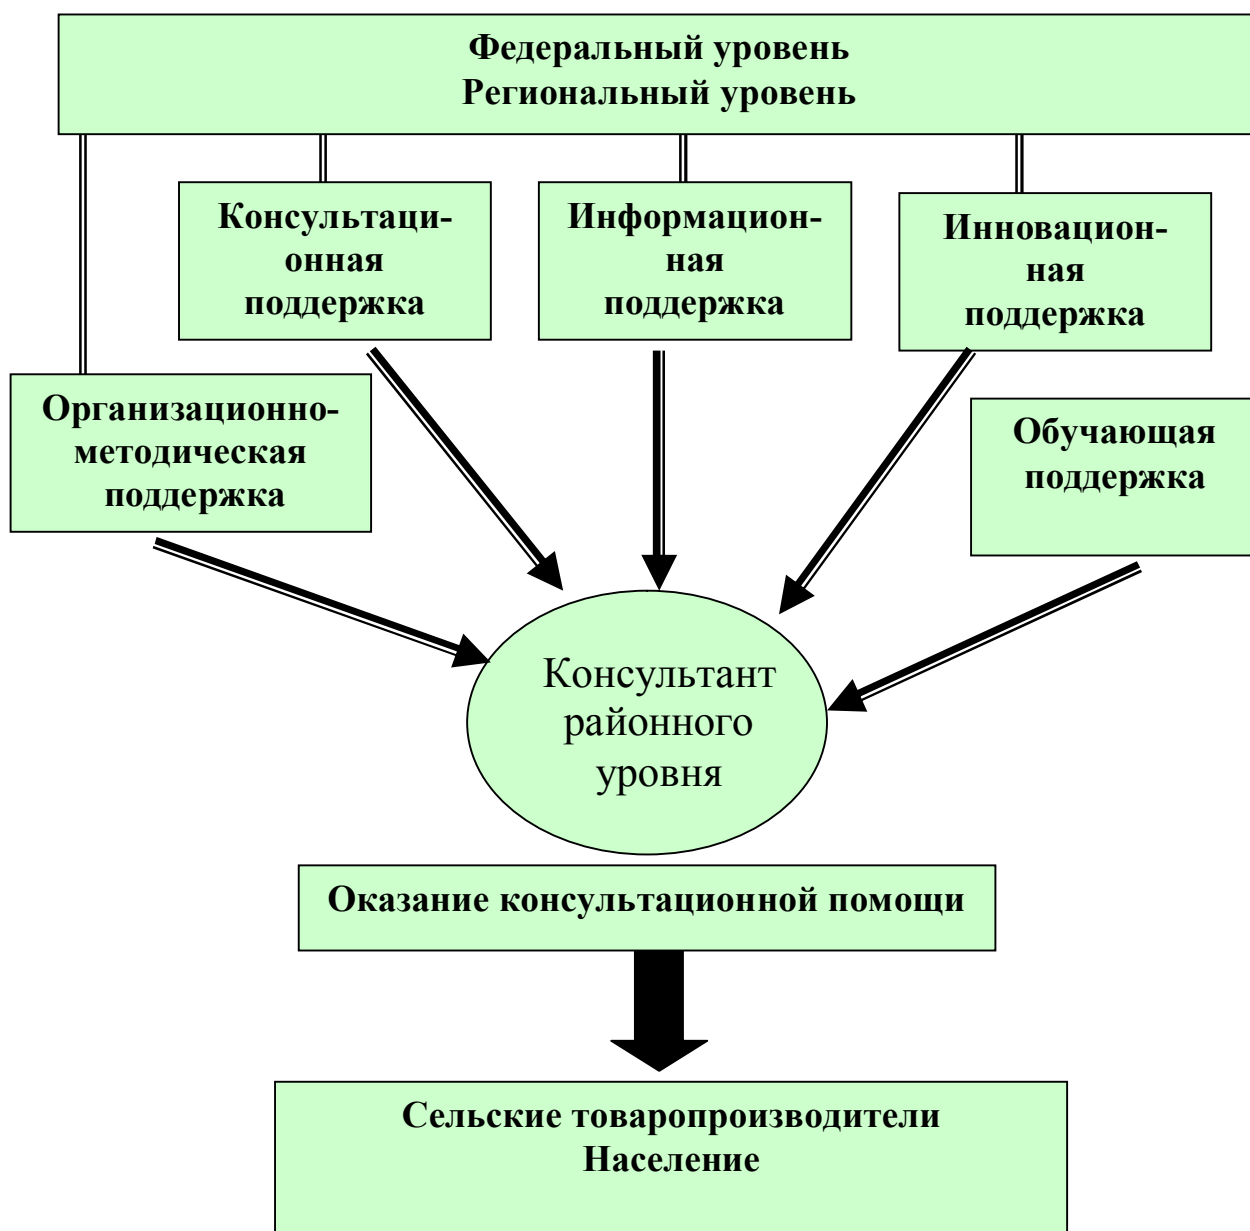 Федеральный уровень
Региональный уровень
Консультаци-
онная
поддержка
Информацион-
ная
поддержка
Инновацион-
ная
поддержка
Организационно-
методическая
поддержка
Обучающая
поддержка
Консультант
районного
уровня
Оказание консультационной помощи
Сельские товаропроизводители
Население